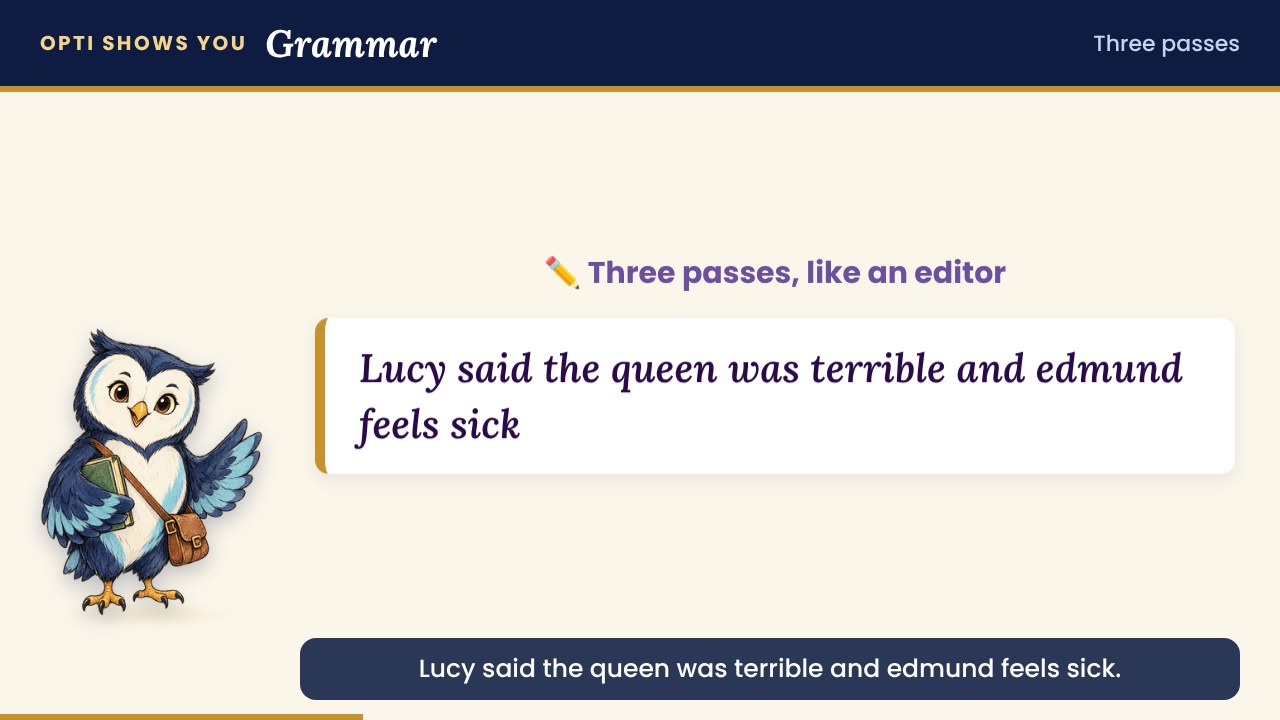 OPTI SHOWS YOU Grammar
Three passes
✏️ Three passes, like an editor
Lucy said the queen was terrible and edmund
feels sick
Lucy said the queen was terrible and edmund feels sick.